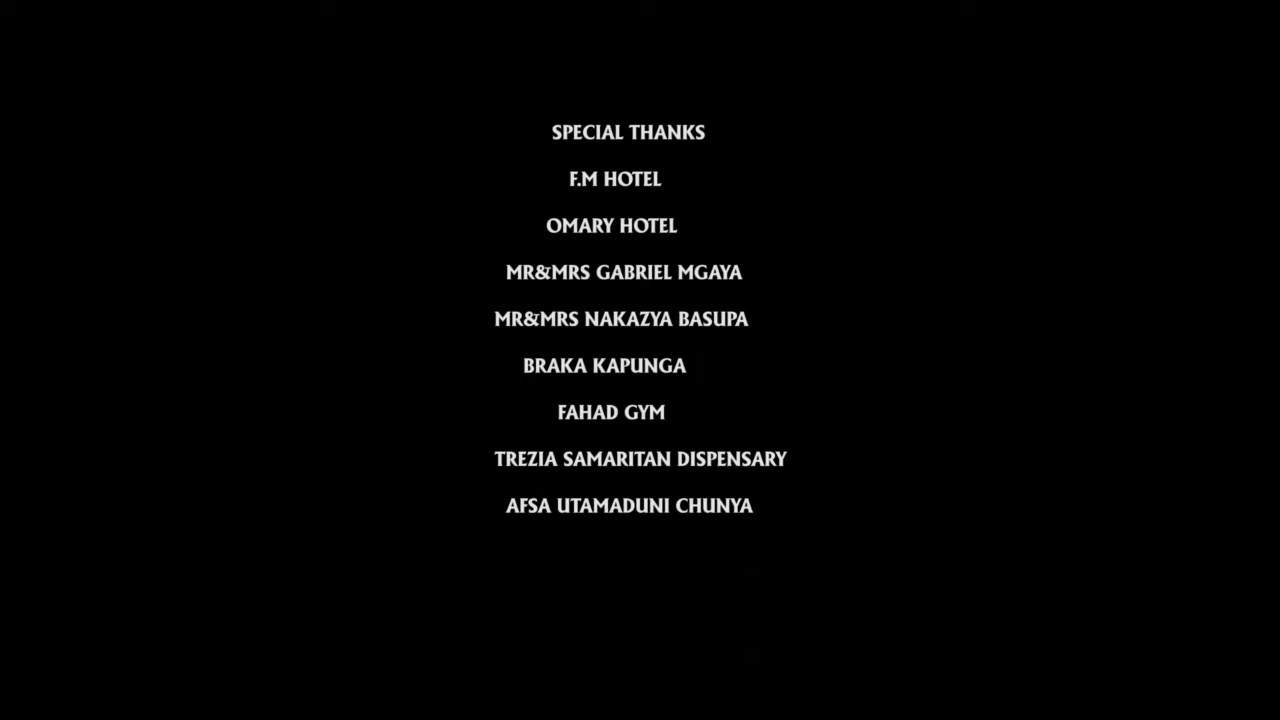 SPECIAL THANKS
F.M HOTEL
OMARY HOTEL
MR&MRS GABRIEL MGAYA
MR&MRS NAKAZYA BASUPA
BRAKA KAPUNGA
FAHAD GYM
TREZIA SAMARITAN DISPENSARY
AFSA UTAMADUNI CHUNYA